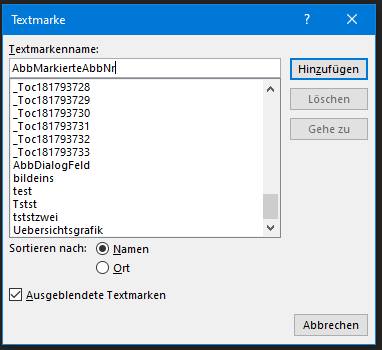 Textmarke
? ×
Textmarkenname:
AbbMarkierteAbbNr
Hinzufügen
_Toc181793728
_Toc181793729
_Toc181793730
_Toc181793731
_Toc181793732
_Toc181793733
AbbDialogFeld
bildeins
test
Tstst
tststzwei
Uebersichtsgrafik
Löschen
Gehe zu
Sortieren nach:
Namen
Ort
Ausgeblendete Textmarken
Abbrechen